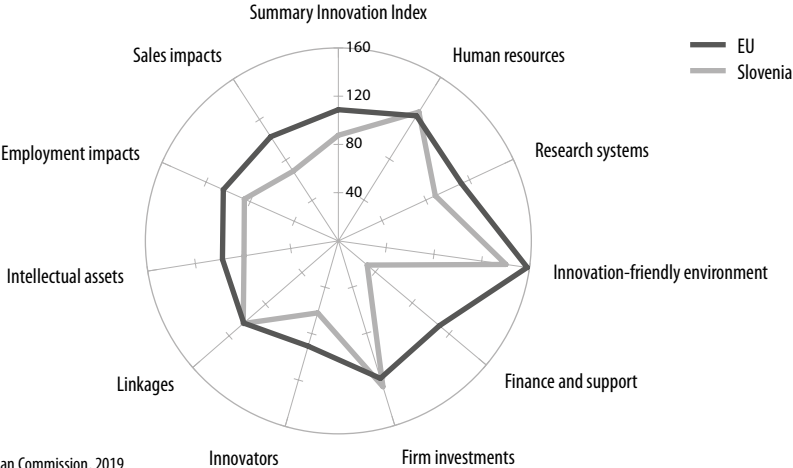 Summary Innovation Index
Sales impacts
160
Human resources
EU
Slovenia
120
80
40
Employment impacts
Research systems
Intellectual assets
Innovation-friendly environment
Linkages
Finance and support
Innovators
Firm investments
Commission, 2019